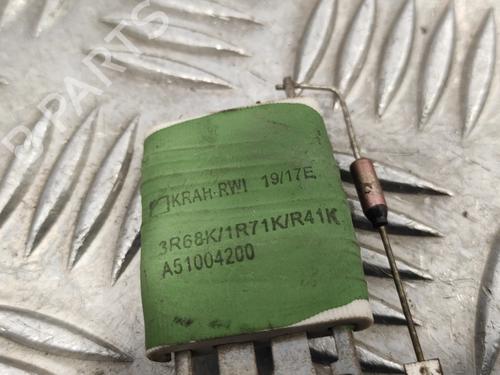 KRAH-RWI 19/17E
3R68K/1R71K/R41K
A51004200
B-PARTS